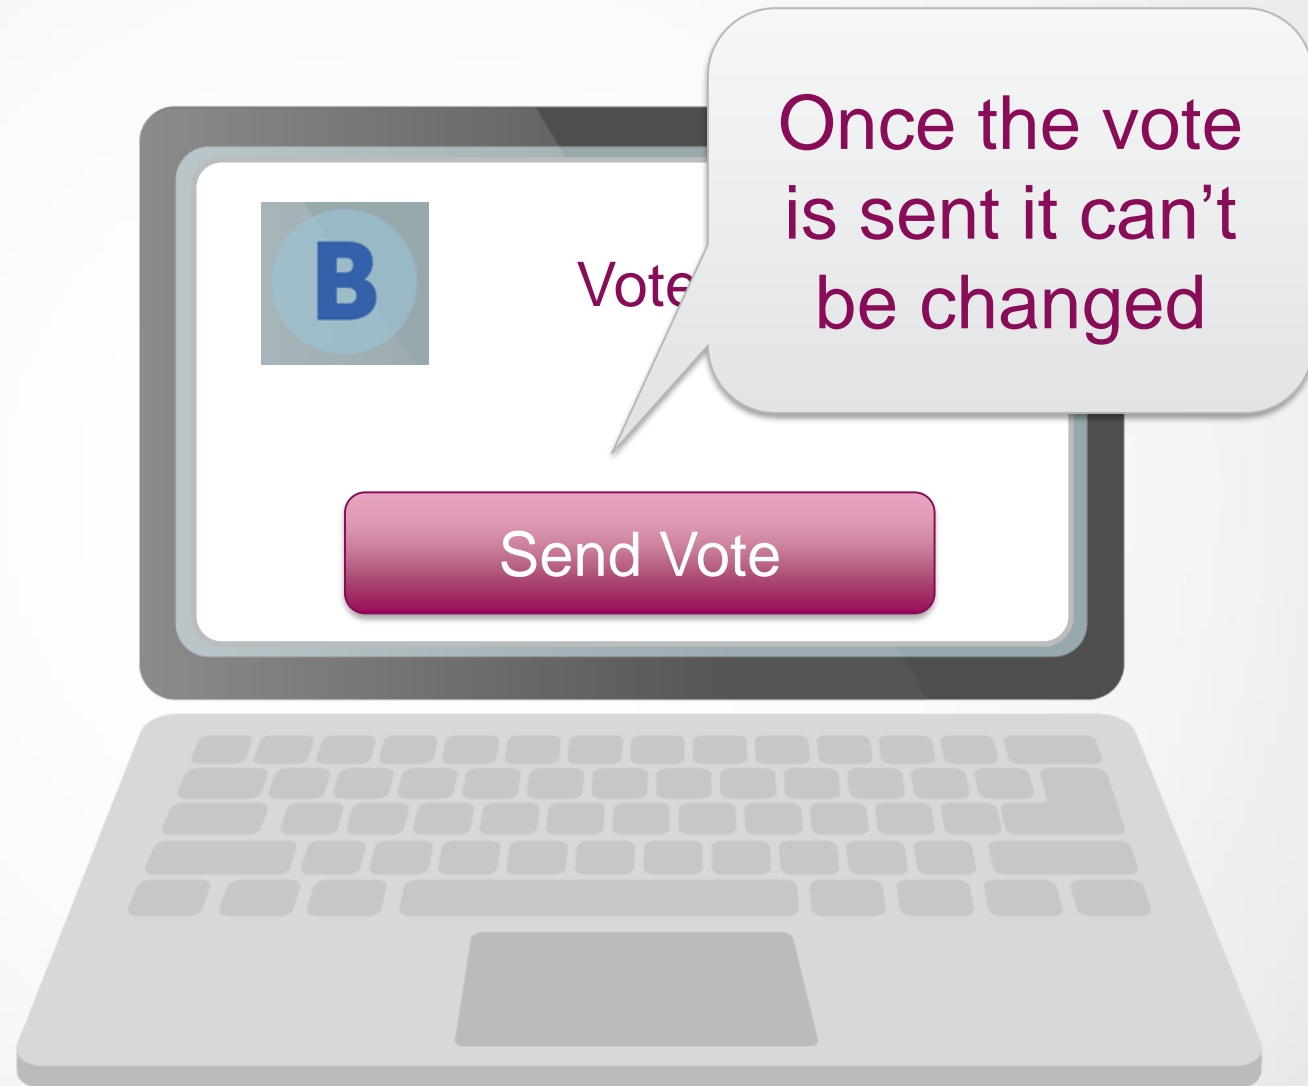 Once the vote
is sent it can’t
be changed
B
Vote
Send Vote